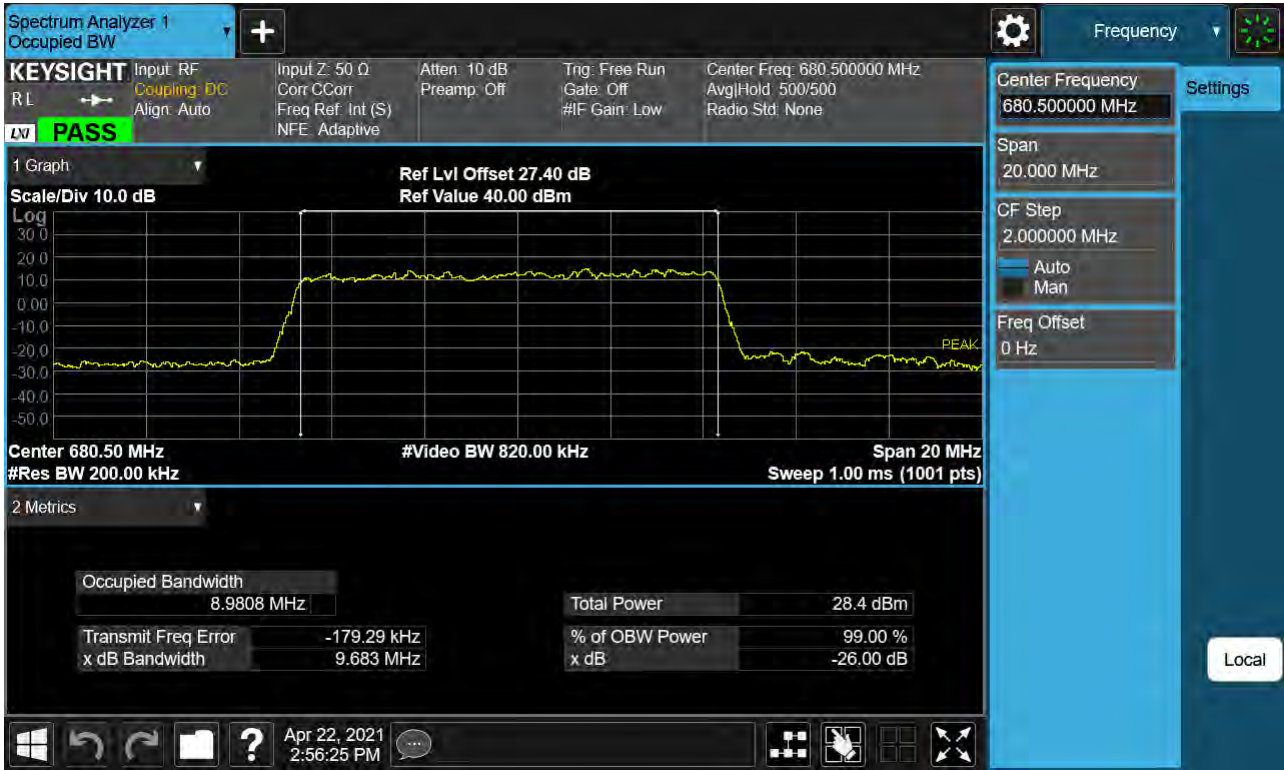 Spectrum Analyzer 1
Occupied BW
Frequency
KEYSIGHT
RL
LXI
PASS
Input: RF
Coupling: DC
Align: Auto
Input Z: 50 Ω
Corr CCorr
Freq Ref: Int (S)
NFE: Adaptive
Atten: 10 dB
Preamp: Off
Trig: Free Run
Gate: Off
#IF Gain: Low
Center Freq: 680.500000 MHz
Avg|Hold: 500/500
Radio Std: None
Center Frequency
680.500000 MHz
Settings
Span
20.000 MHz
CF Step
2.000000 MHz
Auto
Man
Freq Offset
0 Hz
Local
1 Graph
Ref Lvl Offset 27.40 dB
Scale/Div 10.0 dB
Ref Value 40.00 dBm
Log
30.0
20.0
10.0
0.00
-10.0
-20.0
-30.0
-40.0
-50.0
PEAK
Center 680.50 MHz
#Video BW 820.00 kHz
Span 20 MHz
#Res BW 200.00 kHz
Sweep 1.00 ms (1001 pts)
2 Metrics
Occupied Bandwidth
8.9808 MHz
Total Power 28.4 dBm
Transmit Freq Error -179.29 kHz
% of OBW Power 99.00 %
x dB Bandwidth 9.683 MHz
x dB -26.00 dB
?
Apr 22, 2021
2:56:25 PM